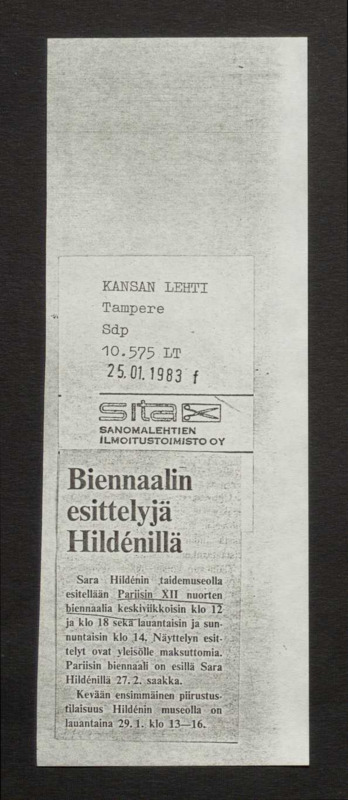 KANSAN LEHTI
Tampere
Sdp
10.575 LT
25.01.1983 f
sita
SANOMALEHTIEN
ILMOITUSTOIMISTO OY
Biennaalin
esittelyjä
Hildénillä
Sara Hildénin taidemuseolla
esitellään Pariisin XII nuorten
biennaalia keskiviikkoisin klo 12
ja klo 18 sekä lauantaisin ja sun-
nuntaisin klo 14. Näyttelyn esit-
telyt ovat yleisölle maksuttomia.
Pariisin biennaali on esillä Sara
Hildénillä 27.2. saakka.
Kevään ensimmäinen piirustus-
tilaisuus Hildénin museolla on
lauantaina 29.1. klo 13—16.